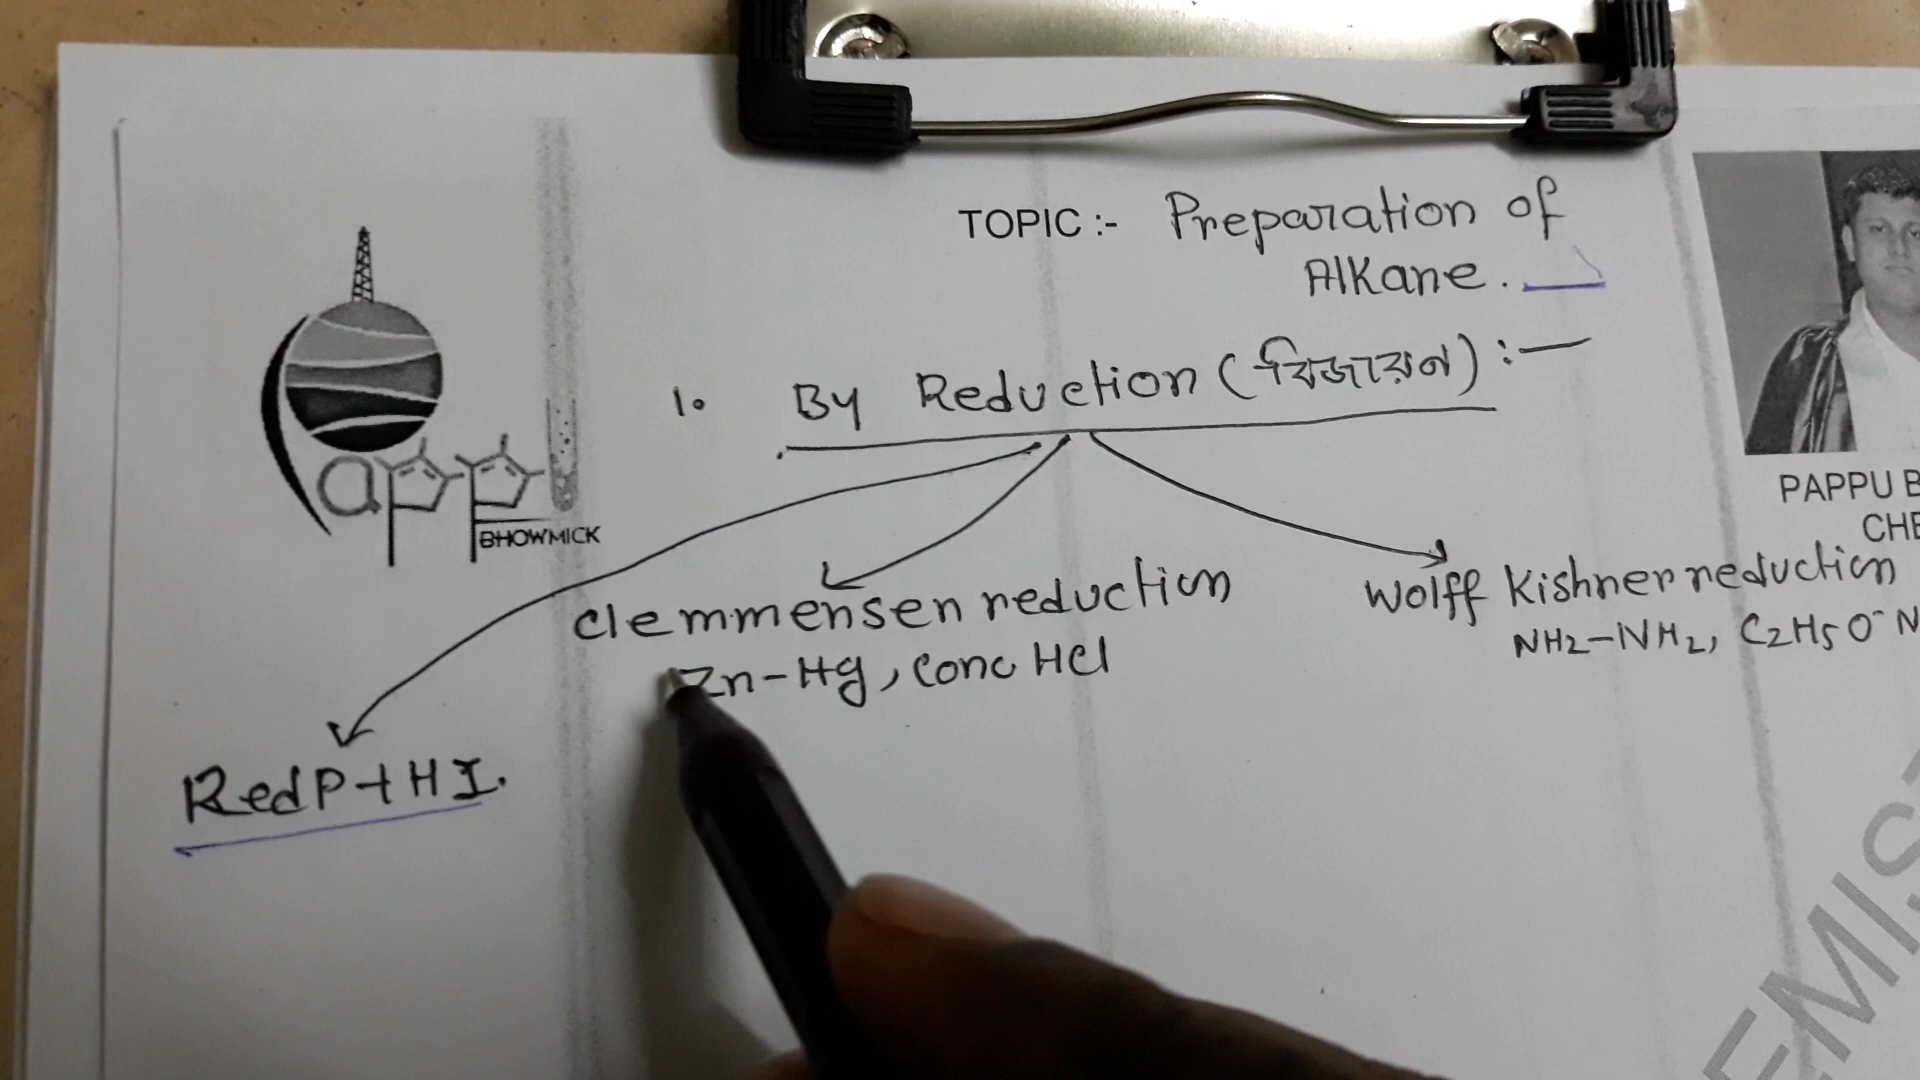 TOPIC :- Preparation of
Alkane.
1. By Reduction (বিজারণ) :-
Clemmensen reduction
Zn-Hg, Conc HCl
Wolff Kishner reduction
NH2-NH2, C2H5O- N
Red P + HI.
BHOWMICK
PAPPU B
CHE
EMIS